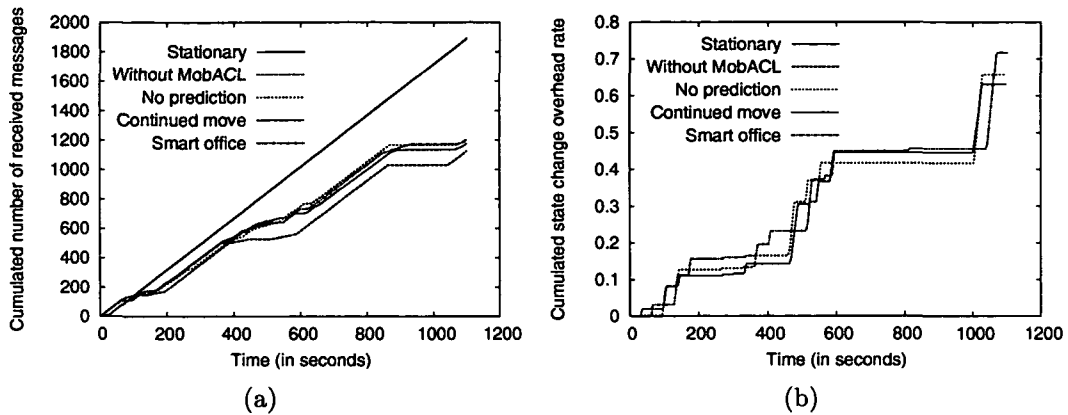 Cumulated number of received messages
2000
1800
1600
1400
1200
1000
800
600
400
200
0
Stationary
Without MobACL
No prediction
Continued move
Smart office
0 200 400 600 800 1000 1200
Time (in seconds)
(a)
Cumulated state change overhead rate
0.8
0.7
0.6
0.5
0.4
0.3
0.2
0.1
0
Stationary
Without MobACL
No prediction
Continued move
Smart office
0 200 400 600 800 1000 1200
Time (in seconds)
(b)